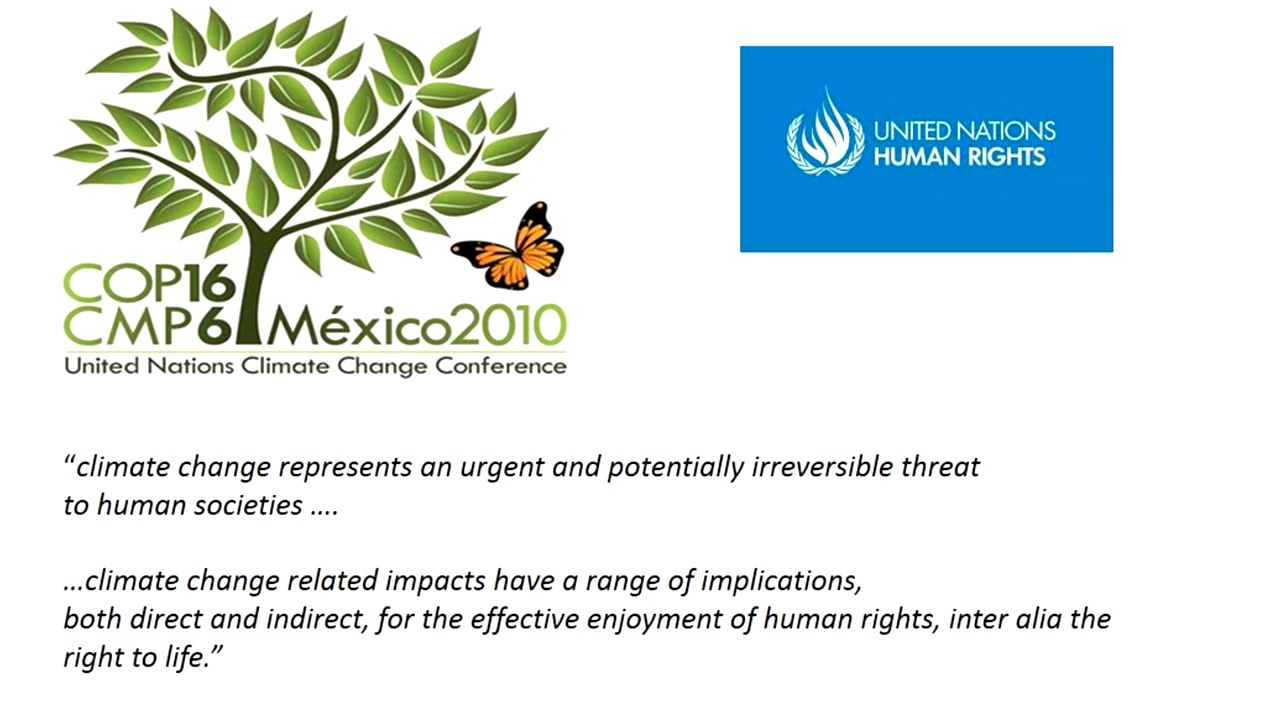 COP16
CMP6 México2010
United Nations Climate Change Conference
UNITED NATIONS
HUMAN RIGHTS
“climate change represents an urgent and potentially irreversible threat
to human societies ….
…climate change related impacts have a range of implications,
both direct and indirect, for the effective enjoyment of human rights, inter alia the
right to life.”